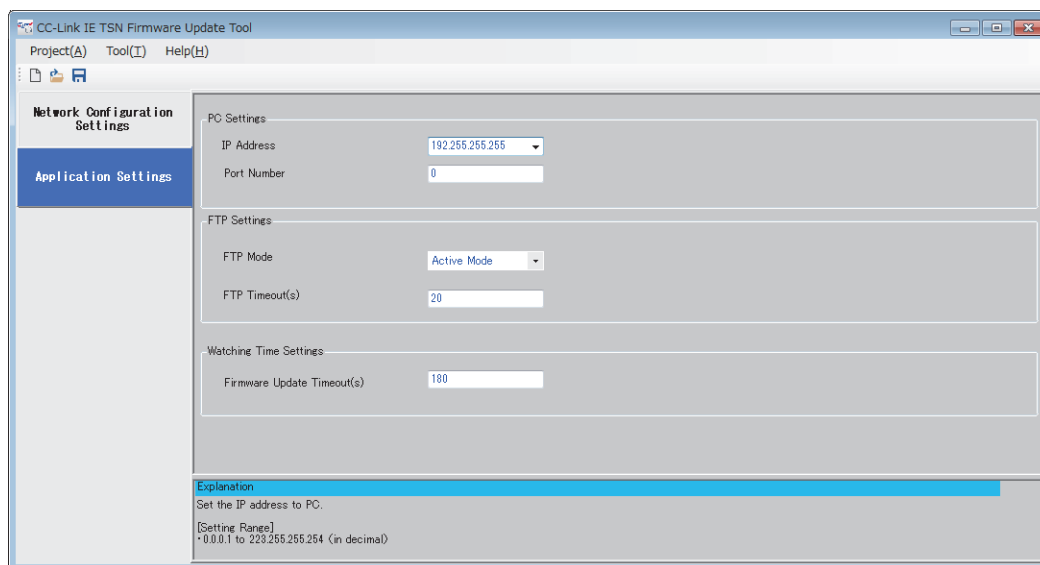 CC-Link IE TSN Firmware Update Tool
Project(A) Tool(T) Help(H)
Network Configuration
Settings
Application Settings
PC Settings
IP Address 192.255.255.255
Port Number 0
FTP Settings
FTP Mode Active Mode
FTP Timeout(s) 20
Watching Time Settings
Firmware Update Timeout(s) 180
Explanation
Set the IP address to PC.
[Setting Range]
・0.0.0.1 to 223.255.255.254 (in decimal)